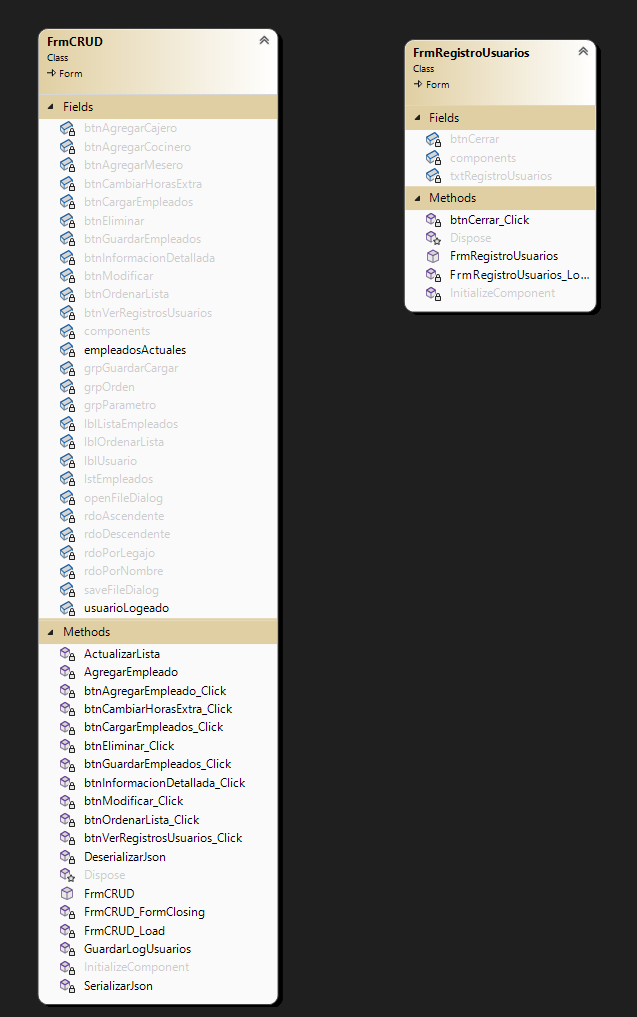 FrmCRUD
Class
Form
Fields
btnAgregarCajero
btnAgregarCocinero
btnAgregarMesero
btnCambiarHorasExtra
btnCargarEmpleados
btnEliminar
btnGuardarEmpleados
btnInformacionDetallada
btnModificar
btnOrdenarLista
btnVerRegistrosUsuarios
components
empleadosActuales
grpGuardarCargar
grpOrden
grpParametro
lblListaEmpleados
lblOrdenarLista
lblUsuario
lstEmpleados
openFileDialog
rdoAscendente
rdoDescendente
rdoPorLegajo
rdoPorNombre
saveFileDialog
usuarioLogeado
Methods
ActualizarLista
AgregarEmpleado
btnAgregarEmpleado_Click
btnCambiarHorasExtra_Click
btnCargarEmpleados_Click
btnEliminar_Click
btnGuardarEmpleados_Click
btnInformacionDetallada_Click
btnModificar_Click
btnOrdenarLista_Click
btnVerRegistrosUsuarios_Click
DeserializarJson
Dispose
FrmCRUD
FrmCRUD_FormClosing
FrmCRUD_Load
GuardarLogUsuarios
InitializeComponent
SerializarJson
FrmRegistroUsuarios
Class
Form
Fields
btnCerrar
components
txtRegistroUsuarios
Methods
btnCerrar_Click
Dispose
FrmRegistroUsuarios
FrmRegistroUsuarios_Lo...
InitializeComponent